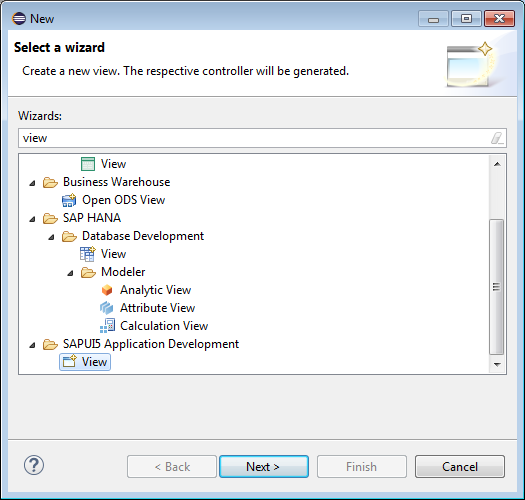 New
Select a wizard
Create a new view. The respective controller will be generated.
Wizards:
view
View
Business Warehouse
Open ODS View
SAP HANA
Database Development
View
Modeler
Analytic View
Attribute View
Calculation View
SAPUI5 Application Development
View
?
< Back
Next >
Finish
Cancel